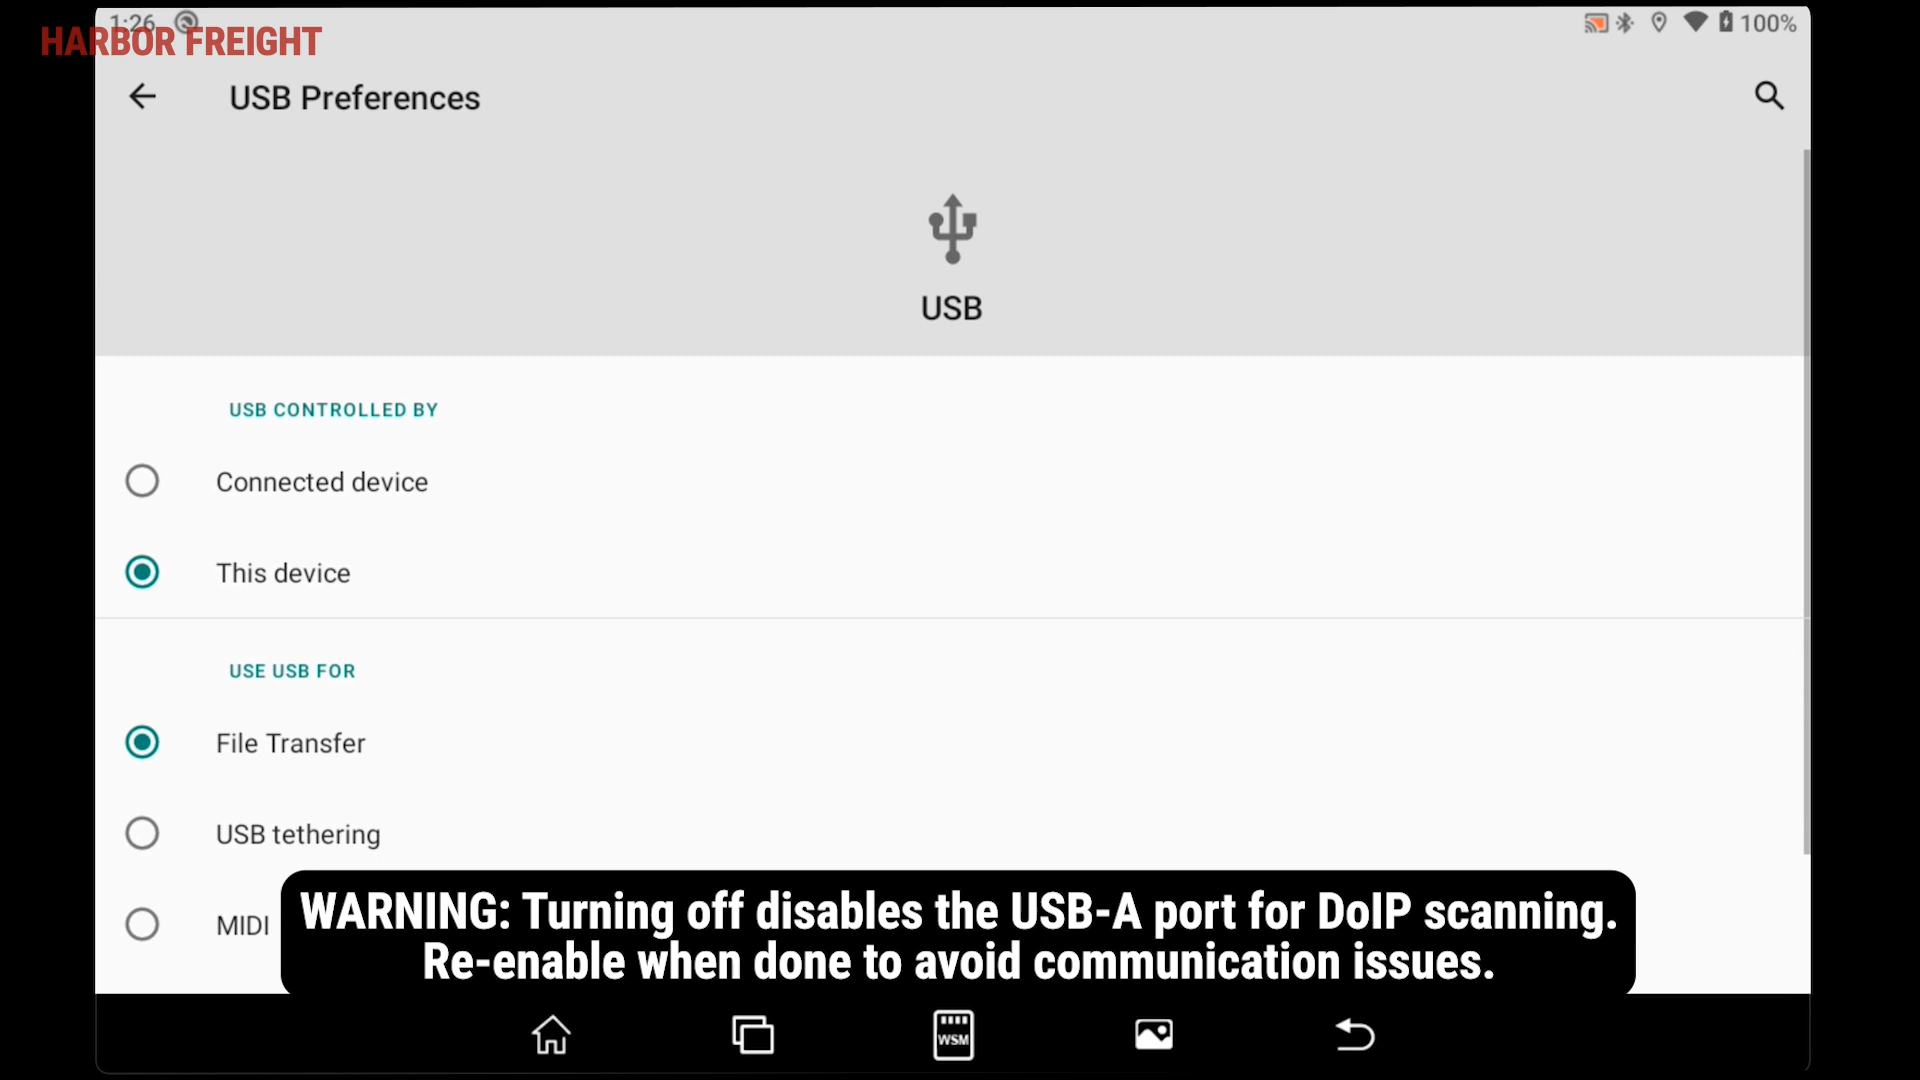 1:26
HARBOR FREIGHT
100%
USB Preferences
USB
USB CONTROLLED BY
Connected device
This device
USE USB FOR
File Transfer
USB tethering
MIDI
WARNING: Turning off disables the USB-A port for DoIP scanning.
Re-enable when done to avoid communication issues.
WSM